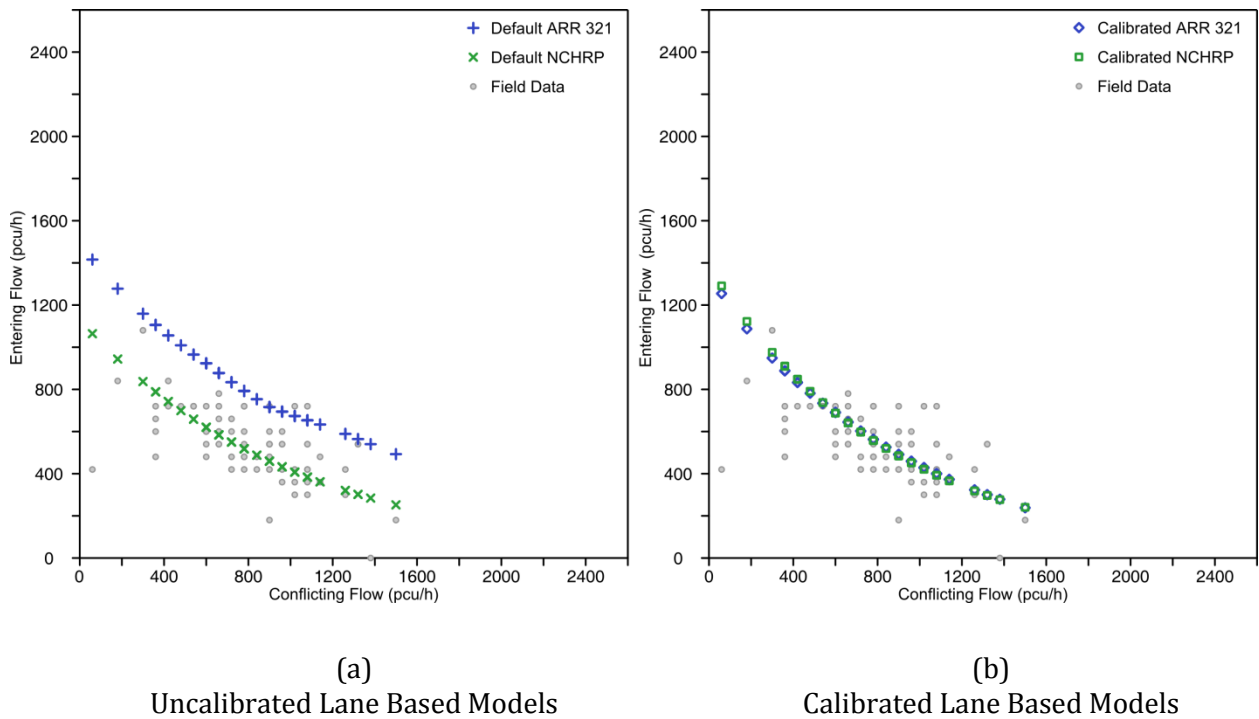 2400
2000
1600
1200
800
400
0
Entering Flow (pcu/h)
Default ARR 321
Default NCHRP
Field Data
0 400 800 1200 1600 2000 2400
Conflicting Flow (pcu/h)
(a)
Uncalibrated Lane Based Models
2400
2000
1600
1200
800
400
0
Entering Flow (pcu/h)
Calibrated ARR 321
Calibrated NCHRP
Field Data
0 400 800 1200 1600 2000 2400
Conflicting Flow (pcu/h)
(b)
Calibrated Lane Based Models